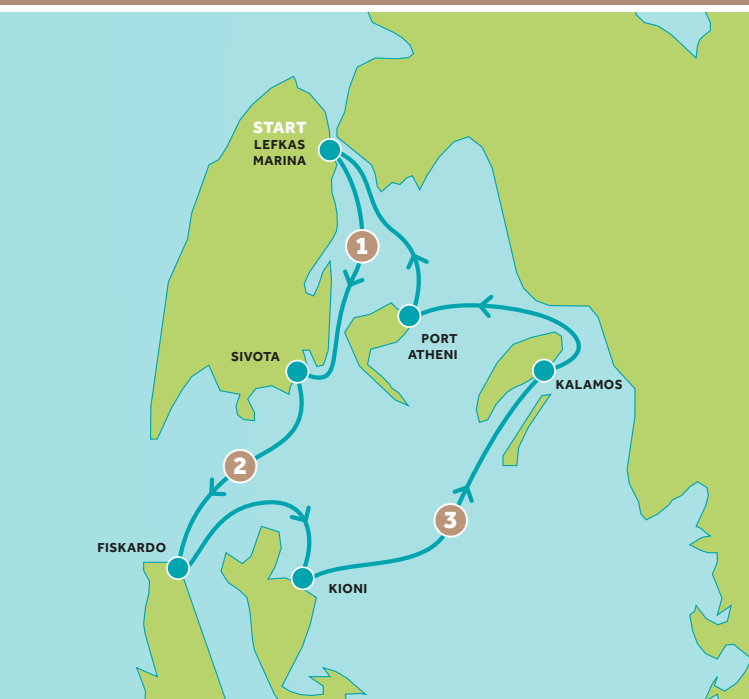 START
LEFKAS
MARINA
1
SIVOTA
PORT
ATHENI
KALAMOS
2
3
FISKARDO
KIONI